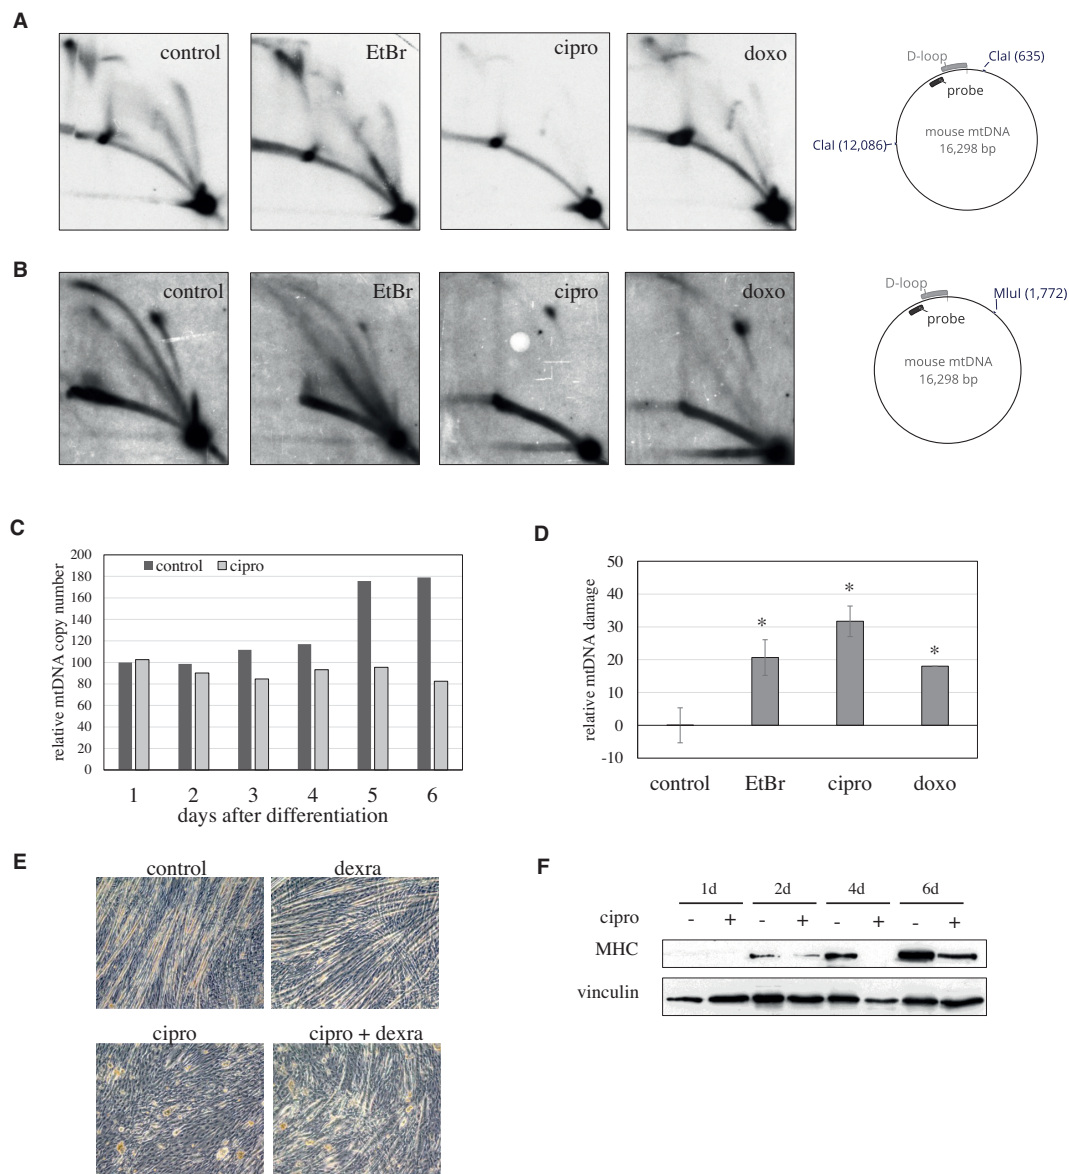 A
control
EtBr
cipro
doxo
D-loop
ClaI (635)
probe
mouse mtDNA
16,298 bp
ClaI (12,086)
B
control
EtBr
cipro
doxo
D-loop
MluI (1,772)
probe
mouse mtDNA
16,298 bp
C
relative mtDNA copy number
200
180
160
140
120
100
80
60
40
20
0
control cipro
1 2 3 4 5 6
days after differentiation
D
relative mtDNA damage
50
40
30
20
10
0
-10
* * *
control EtBr cipro doxo
E
control dexra
cipro cipro + dexra
F
1d 2d 4d 6d
cipro - + - + - + - +
MHC
vinculin